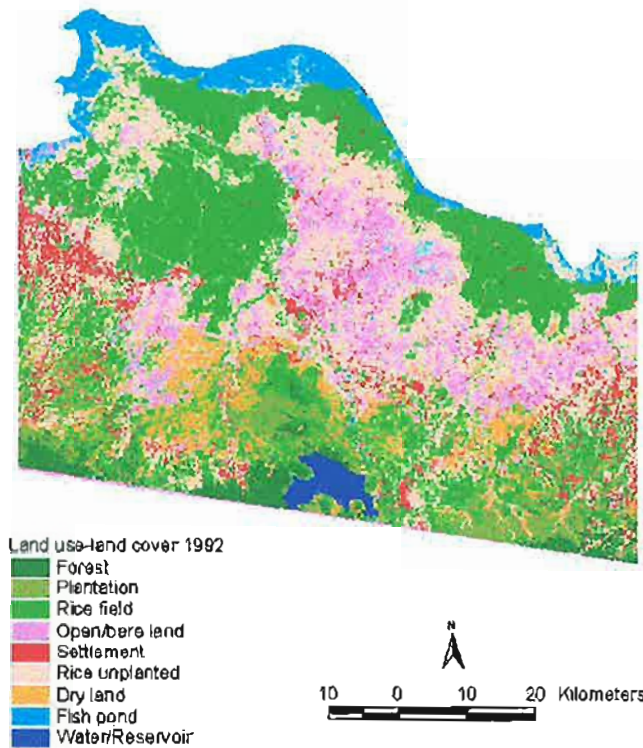 Land use-land cover 1992
Forest
Plantation
Rice field
Open/bare land
Settlement
Rice unplanted
Dry land
Fish pond
Water/Reservoir
N
10 0 10 20 Kilometers